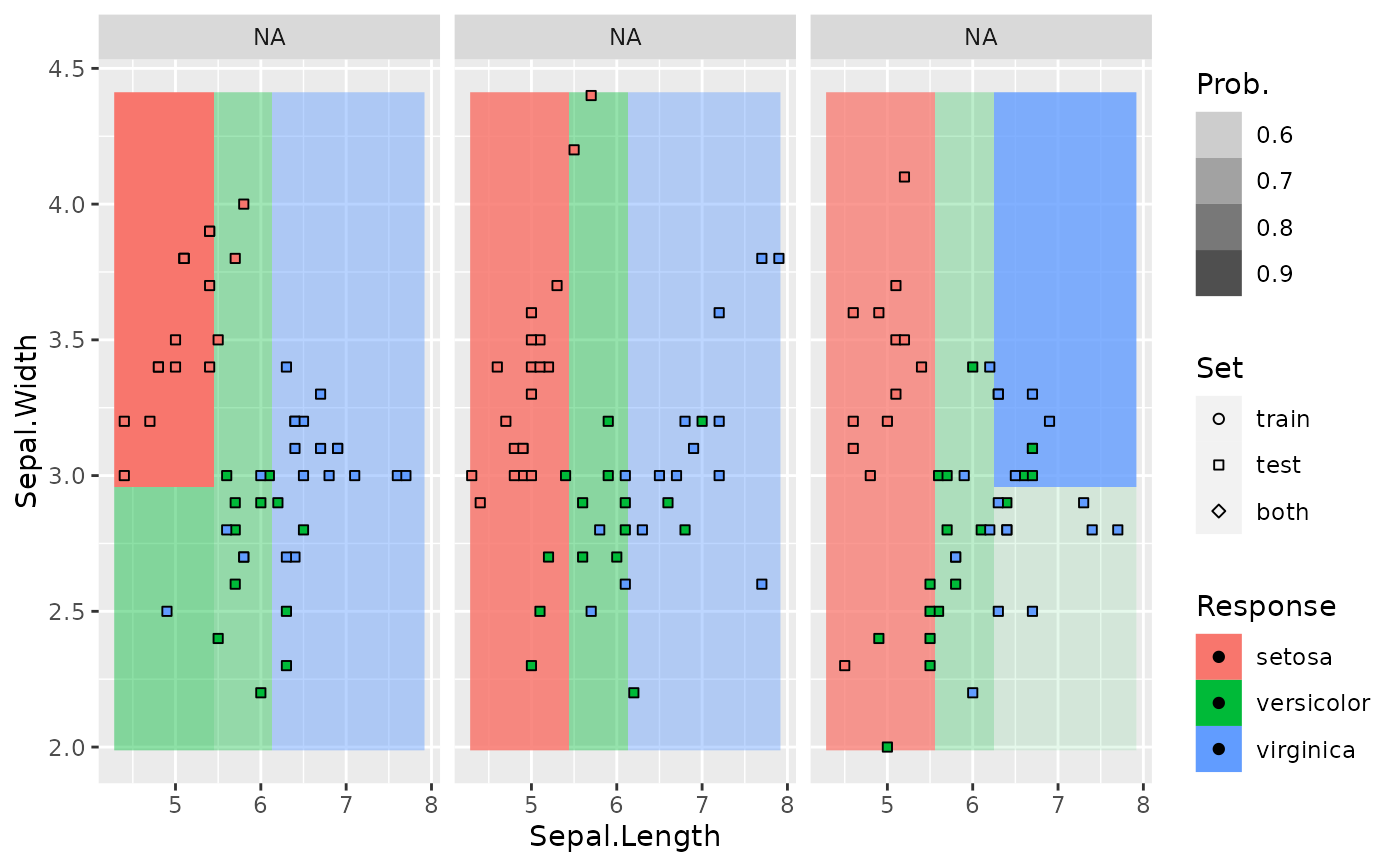 NA NA NA
4.5
4.0
3.5
3.0
2.5
2.0
Sepal.Width
5 6 7 8 5 6 7 8 5 6 7 8
Sepal.Length
Prob.
0.6
0.7
0.8
0.9
Set
train
test
both
Response
setosa
versicolor
virginica